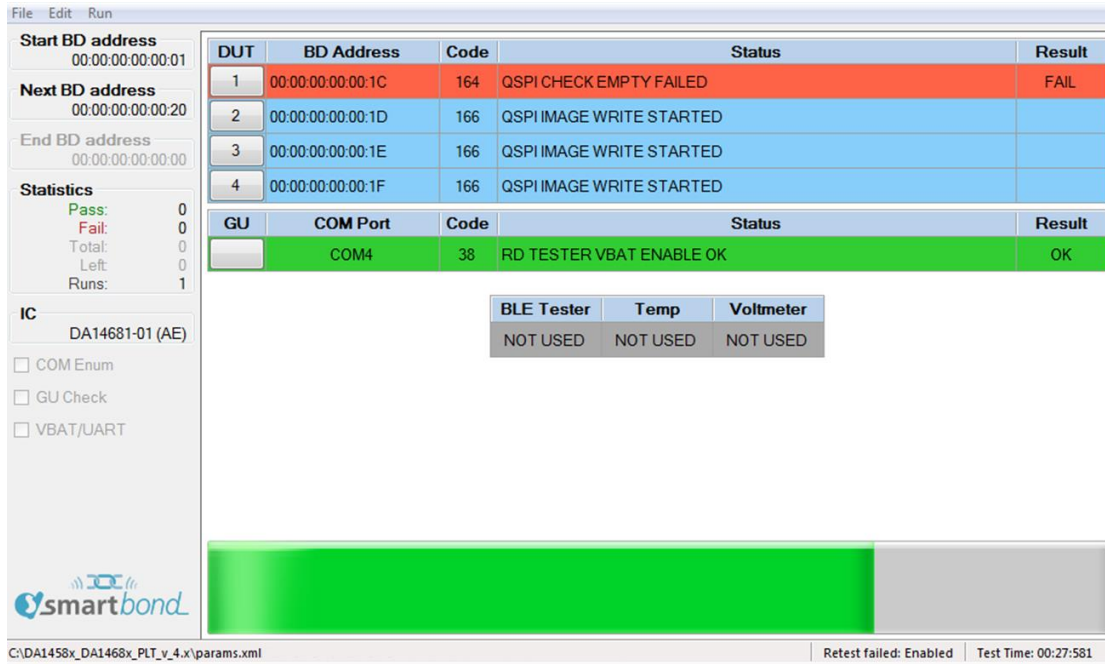 File Edit Run
Start BD address
00:00:00:00:00:01
Next BD address
00:00:00:00:00:20
End BD address
00:00:00:00:00:00
Statistics
Pass: 0
Fail: 0
Total: 0
Left: 0
Runs: 1
IC
DA14681-01 (AE)
COM Enum
GU Check
VBAT/UART
smartbond
DUT BD Address Code Status Result
1 00:00:00:00:00:1C 164 QSPI CHECK EMPTY FAILED FAIL
2 00:00:00:00:00:1D 166 QSPI IMAGE WRITE STARTED
3 00:00:00:00:00:1E 166 QSPI IMAGE WRITE STARTED
4 00:00:00:00:00:1F 166 QSPI IMAGE WRITE STARTED
GU COM Port Code Status Result
COM4 38 RD TESTER VBAT ENABLE OK OK
BLE Tester Temp Voltmeter
NOT USED NOT USED NOT USED
C:\DA1458x_DA1468x_PLT_v_4.x\params.xml Retest failed: Enabled Test Time: 00:27:581